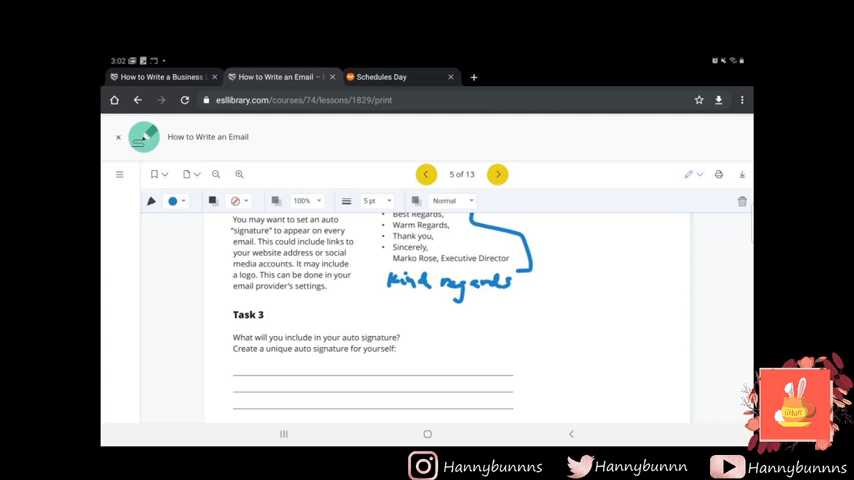 3:02
How to Write a Business L
How to Write an Email – E
Schedules Day
esllibrary.com/courses/74/lessons/1829/print
How to Write an Email
5 of 13
100%
5 pt
Normal
You may want to set an auto
“signature” to appear on every
email. This could include links to
your website address or social
media accounts. It may include
a logo. This can be done in your
email provider's settings.
• Best Regards,
• Warm Regards,
• Thank you,
• Sincerely,
Marko Rose, Executive Director
Kind regards
Task 3
What will you include in your auto signature?
Create a unique auto signature for yourself:
Hannybunnns
Hannybunnn
Hannybunnns